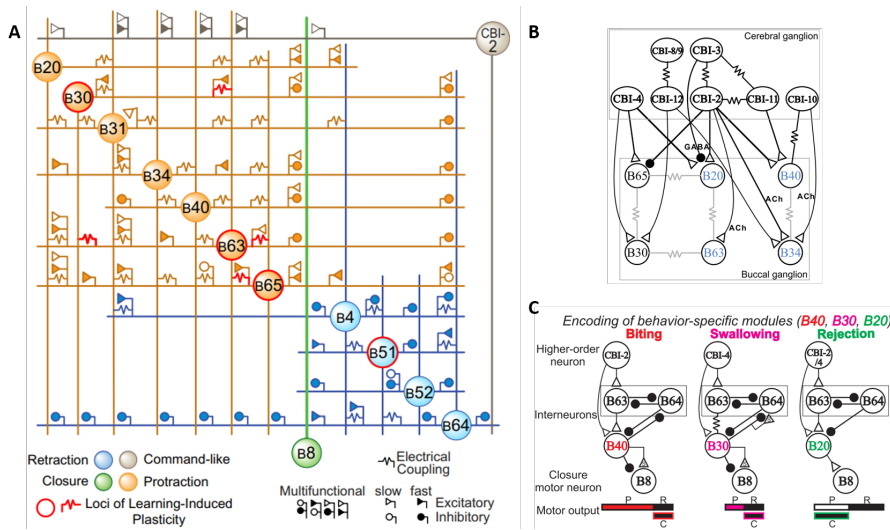 A
CBI-
2
B20
B30
B31
B34
B40
B63
B65
B4
B51
B52
B64
B8
Retraction
Command-like
Closure
Protraction
Loci of Learning-Induced
Plasticity
Electrical
Coupling
Multifunctional
slow
fast
Excitatory
Inhibitory
B
Cerebral ganglion
CBI-8/9
CBI-3
CBI-4
CBI-12
CBI-2
CBI-11
CBI-10
GABA
B65
B20
B40
ACh
ACh
ACh
B30
B63
B34
Buccal ganglion
C
Encoding of behavior-specific modules (B40, B30, B20)
Biting
Swallowing
Rejection
Higher-order
neuron
CBI-2
CBI-4
CBI-2
/4
Interneurons
B63
B64
B63
B64
B63
B64
B40
B30
B20
Closure
motor neuron
B8
B8
B8
Motor output
P
R
P
R
P
R
C
C
C